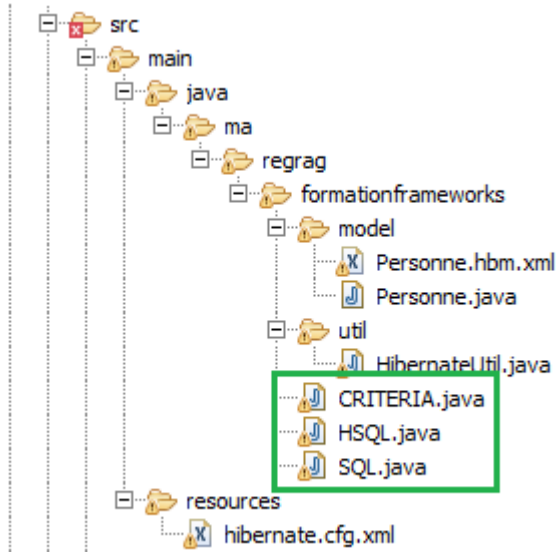 src
main
java
ma
regrag
formationframeworks
model
Personne.hbm.xml
Personne.java
util
HibernateUtil.java
CRITERIA.java
HSQL.java
SQL.java
resources
hibernate.cfg.xml